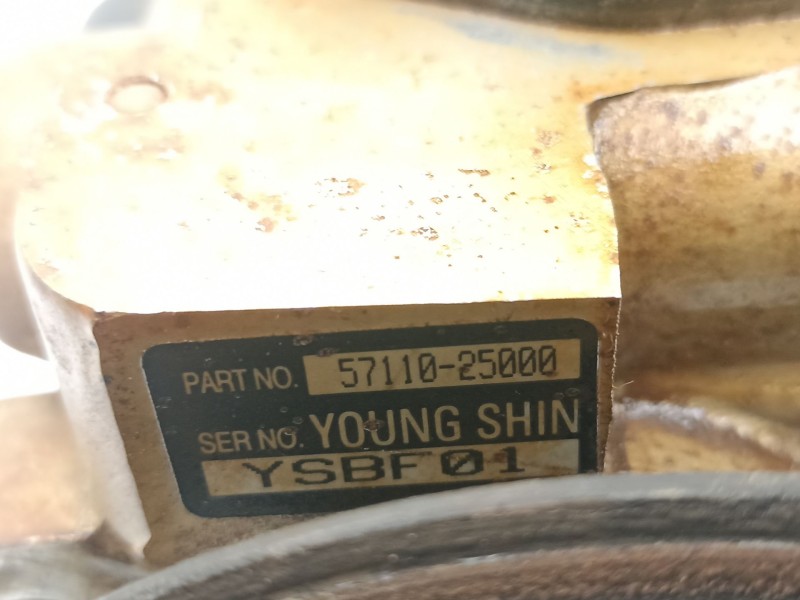 PART NO. 57110-25000
SER NO. YOUNG SHIN
YSBF01